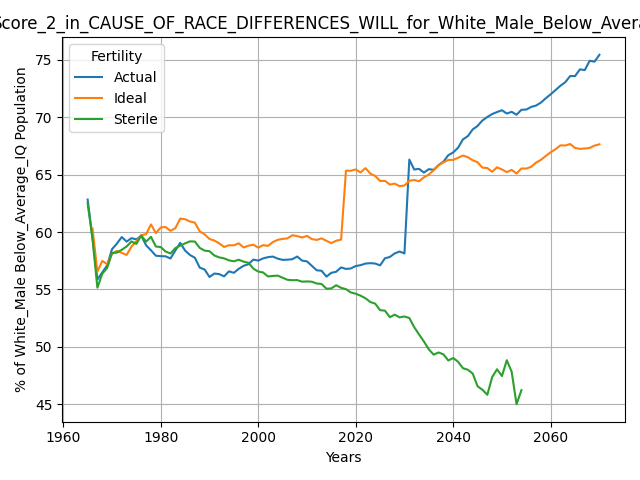 Score_2_in_CAUSE_OF_RACE_DIFFERENCES_WILL_for_White_Male_Below_Avera
% of White_Male Below_Average_IQ Population
Fertility
Actual
Ideal
Sterile
75
70
65
60
55
50
45
1960
1980
2000
2020
2040
2060
Years